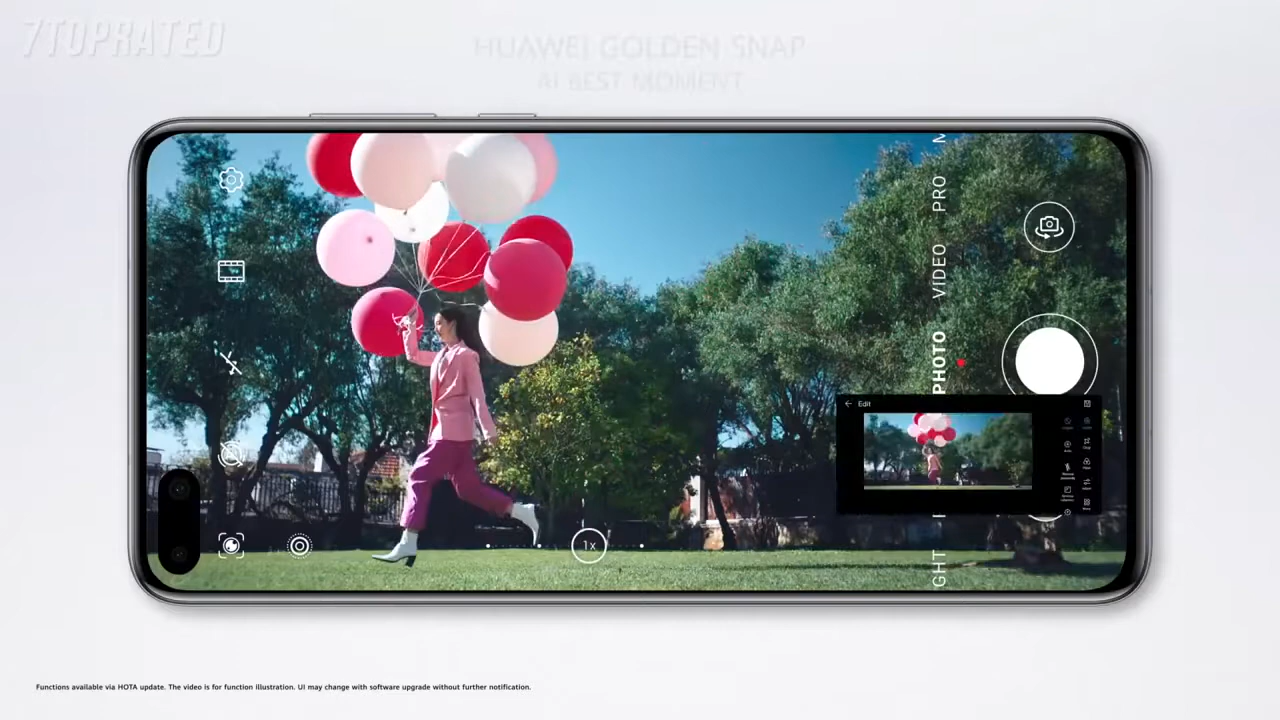 7TOPRATED
HUAWEI GOLDEN SNAP
AI BEST MOMENT
M
PRO
VIDEO
PHOTO
GHT
1x
Edit
Functions available via HOTA update. The video is for function illustration. UI may change with software upgrade without further notification.